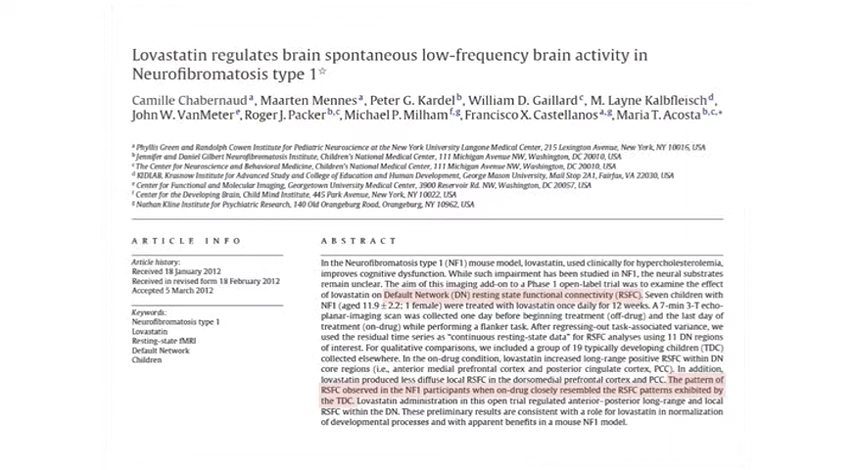 Lovastatin regulates brain spontaneous low-frequency brain activity in
Neurofibromatosis type 1☆
Camille Chabernaud a, Maarten Mennes a, Peter G. Kardel b, William D. Gaillard c, M. Layne Kalbfleisch d,
John W. VanMeter e, Roger J. Packer b,c, Michael P. Milham f,g, Francisco X. Castellanos a,g, Maria T. Acosta b,c,*
a Phyllis Green and Randolph Cowen Institute for Pediatric Neuroscience at the New York University Langone Medical Center, 215 Lexington Avenue, New York, NY 10016, USA
b Jennifer and Daniel Gilbert Neurofibromatosis Institute, Children's National Medical Center, 111 Michigan Avenue NW, Washington, DC 20010, USA
c The Center for Neuroscience and Behavioral Medicine, Children's National Medical Center, 111 Michigan Avenue NW, Washington, DC 20010, USA
d KIDLAB, Krasnow Institute for Advanced Study and College of Education and Human Development, George Mason University, Mail Stop 2A1, Fairfax, VA 22030, USA
e Center for Functional and Molecular Imaging, Georgetown University Medical Center, 3900 Reservoir Rd. NW, Washington, DC 20057, USA
f Center for the Developing Brain, Child Mind Institute, 445 Park Avenue, New York, NY 10022, USA
g Nathan Kline Institute for Psychiatric Research, 140 Old Orangeburg Road, Orangeburg, NY 10962, USA
ARTICLE INFO
Article history:
Received 18 January 2012
Received in revised form 18 February 2012
Accepted 5 March 2012
Keywords:
Neurofibromatosis type 1
Lovastatin
Resting-state fMRI
Default Network
Children
ABSTRACT
In the Neurofibromatosis type 1 (NF1) mouse model, lovastatin, used clinically for hypercholesterolemia,
improves cognitive dysfunction. While such impairment has been studied in NF1, the neural substrates
remain unclear. The aim of this imaging add-on to a Phase 1 open-label trial was to examine the effect
of lovastatin on Default Network (DN) resting state functional connectivity (RSFC). Seven children with
NF1 (aged 11.9 ± 2.2; 1 female) were treated with lovastatin once daily for 12 weeks. A 7-min 3-T echo-
planar-imaging scan was collected one day before beginning treatment (off-drug) and the last day of
treatment (on-drug) while performing a flanker task. After regressing-out task-associated variance, we
used the residual time series as "continuous resting-state data" for RSFC analyses using 11 DN regions
of interest. For qualitative comparisons, we included a group of 19 typically developing children (TDC)
collected elsewhere. In the on-drug condition, lovastatin increased long-range positive RSFC within DN
core regions (i.e., anterior medial prefrontal cortex and posterior cingulate cortex, PCC). In addition,
lovastatin produced less diffuse local RSFC in the dorsomedial prefrontal cortex and PCC. The pattern of
RSFC observed in the NF1 participants when on-drug closely resembled the RSFC patterns exhibited by
the TDC. Lovastatin administration in this open trial regulated anterior-posterior long-range and local
RSFC within the DN. These preliminary results are consistent with a role for lovastatin in normalization
of developmental processes and with apparent benefits in a mouse NF1 model.